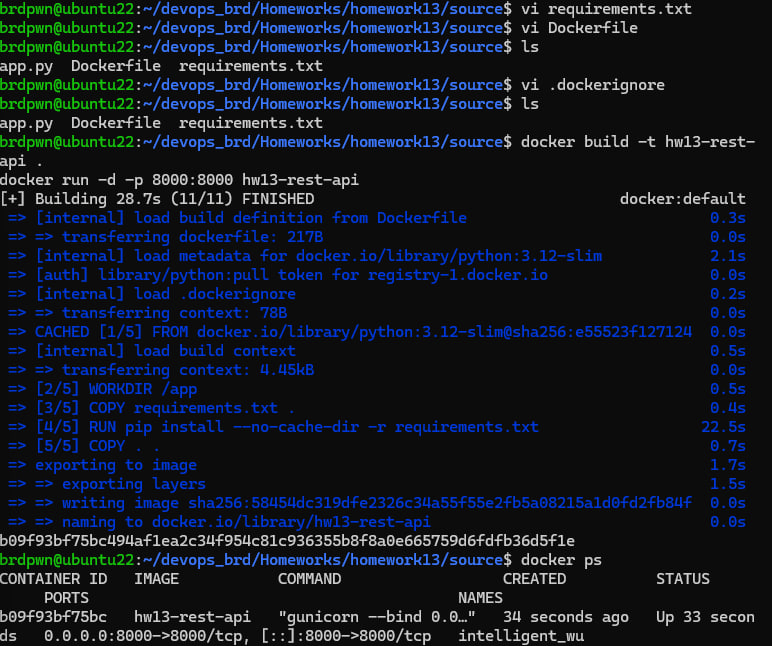 brdpwn@ubuntu22:~/devops_brd/Homeworks/homework13/source$ vi requirements.txt
brdpwn@ubuntu22:~/devops_brd/Homeworks/homework13/source$ vi Dockerfile
brdpwn@ubuntu22:~/devops_brd/Homeworks/homework13/source$ ls
app.py  Dockerfile  requirements.txt
brdpwn@ubuntu22:~/devops_brd/Homeworks/homework13/source$ vi .dockerignore
brdpwn@ubuntu22:~/devops_brd/Homeworks/homework13/source$ ls
app.py  Dockerfile  requirements.txt
brdpwn@ubuntu22:~/devops_brd/Homeworks/homework13/source$ docker build -t hw13-rest-
api .
docker run -d -p 8000:8000 hw13-rest-api
[+] Building 28.7s (11/11) FINISHED                                  docker:default
 => [internal] load build definition from Dockerfile                           0.3s
 => => transferring dockerfile: 217B                                           0.0s
 => [internal] load metadata for docker.io/library/python:3.12-slim            2.1s
 => [auth] library/python:pull token for registry-1.docker.io                  0.0s
 => [internal] load .dockerignore                                              0.2s
 => => transferring context: 78B                                               0.0s
 => CACHED [1/5] FROM docker.io/library/python:3.12-slim@sha256:e55523f127124  0.0s
 => [internal] load build context                                              0.5s
 => => transferring context: 4.45kB                                            0.0s
 => [2/5] WORKDIR /app                                                         0.5s
 => [3/5] COPY requirements.txt .                                              0.4s
 => [4/5] RUN pip install --no-cache-dir -r requirements.txt                  22.5s
 => [5/5] COPY . .                                                             0.7s
 => exporting to image                                                         1.7s
 => => exporting layers                                                        1.5s
 => => writing image sha256:58454dc319dfe2326c34a55f55e2fb5a08215a1d0fd2fb84f  0.0s
 => => naming to docker.io/library/hw13-rest-api                               0.0s
b09f93bf75bc494af1ea2c34f954c81c936355b8f8a0e665759d6fdfb36d5f1e
brdpwn@ubuntu22:~/devops_brd/Homeworks/homework13/source$ docker ps
CONTAINER ID   IMAGE           COMMAND                  CREATED          STATUS
     PORTS                                         NAMES
b09f93bf75bc   hw13-rest-api   "gunicorn --bind 0.0…"   34 seconds ago   Up 33 secon
ds   0.0.0.0:8000->8000/tcp, [::]:8000->8000/tcp   intelligent_wu